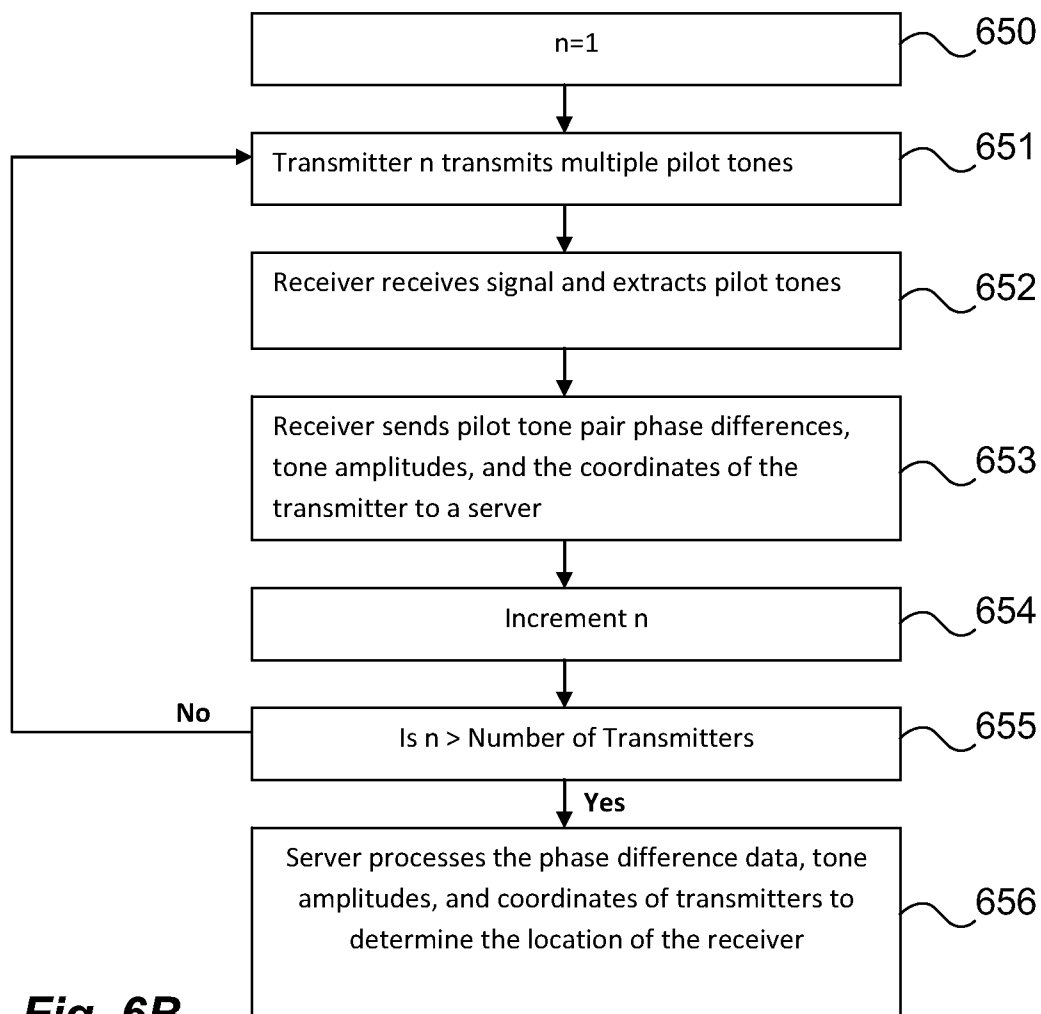 n=1
650
Transmitter n transmits multiple pilot tones
651
Receiver receives signal and extracts pilot tones
652
Receiver sends pilot tone pair phase differences,
tone amplitudes, and the coordinates of the
transmitter to a server
653
Increment n
654
No
Is n > Number of Transmitters
655
Yes
Server processes the phase difference data, tone
amplitudes, and coordinates of transmitters to
determine the location of the receiver
656
Fig. 6B